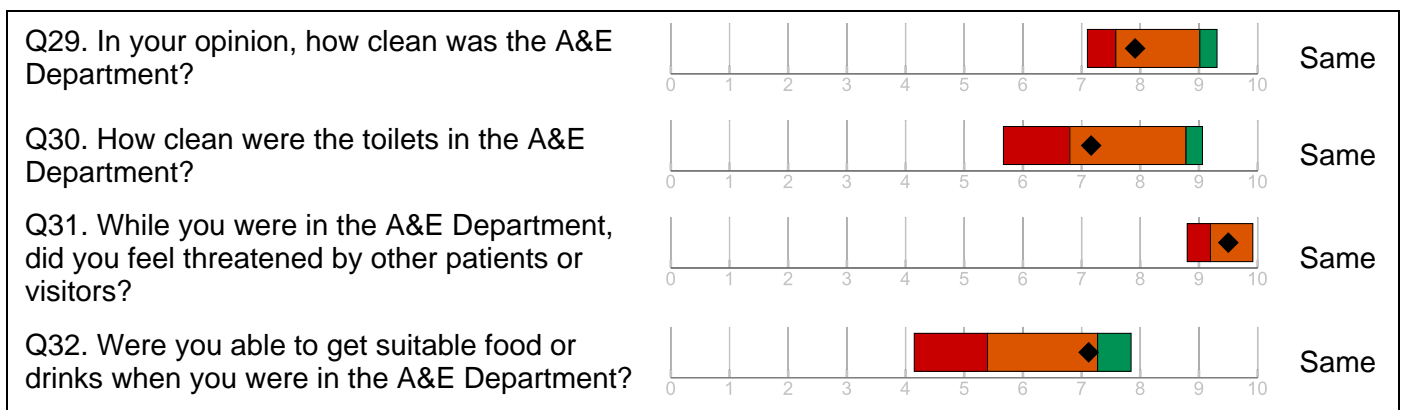 Q29. In your opinion, how clean was the A&E
Department?
Same
0 1 2 3 4 5 6 7 8 9 10
Q30. How clean were the toilets in the A&E
Department?
Same
0 1 2 3 4 5 6 7 8 9 10
Q31. While you were in the A&E Department,
did you feel threatened by other patients or
visitors?
Same
0 1 2 3 4 5 6 7 8 9 10
Q32. Were you able to get suitable food or
drinks when you were in the A&E Department?
Same
0 1 2 3 4 5 6 7 8 9 10